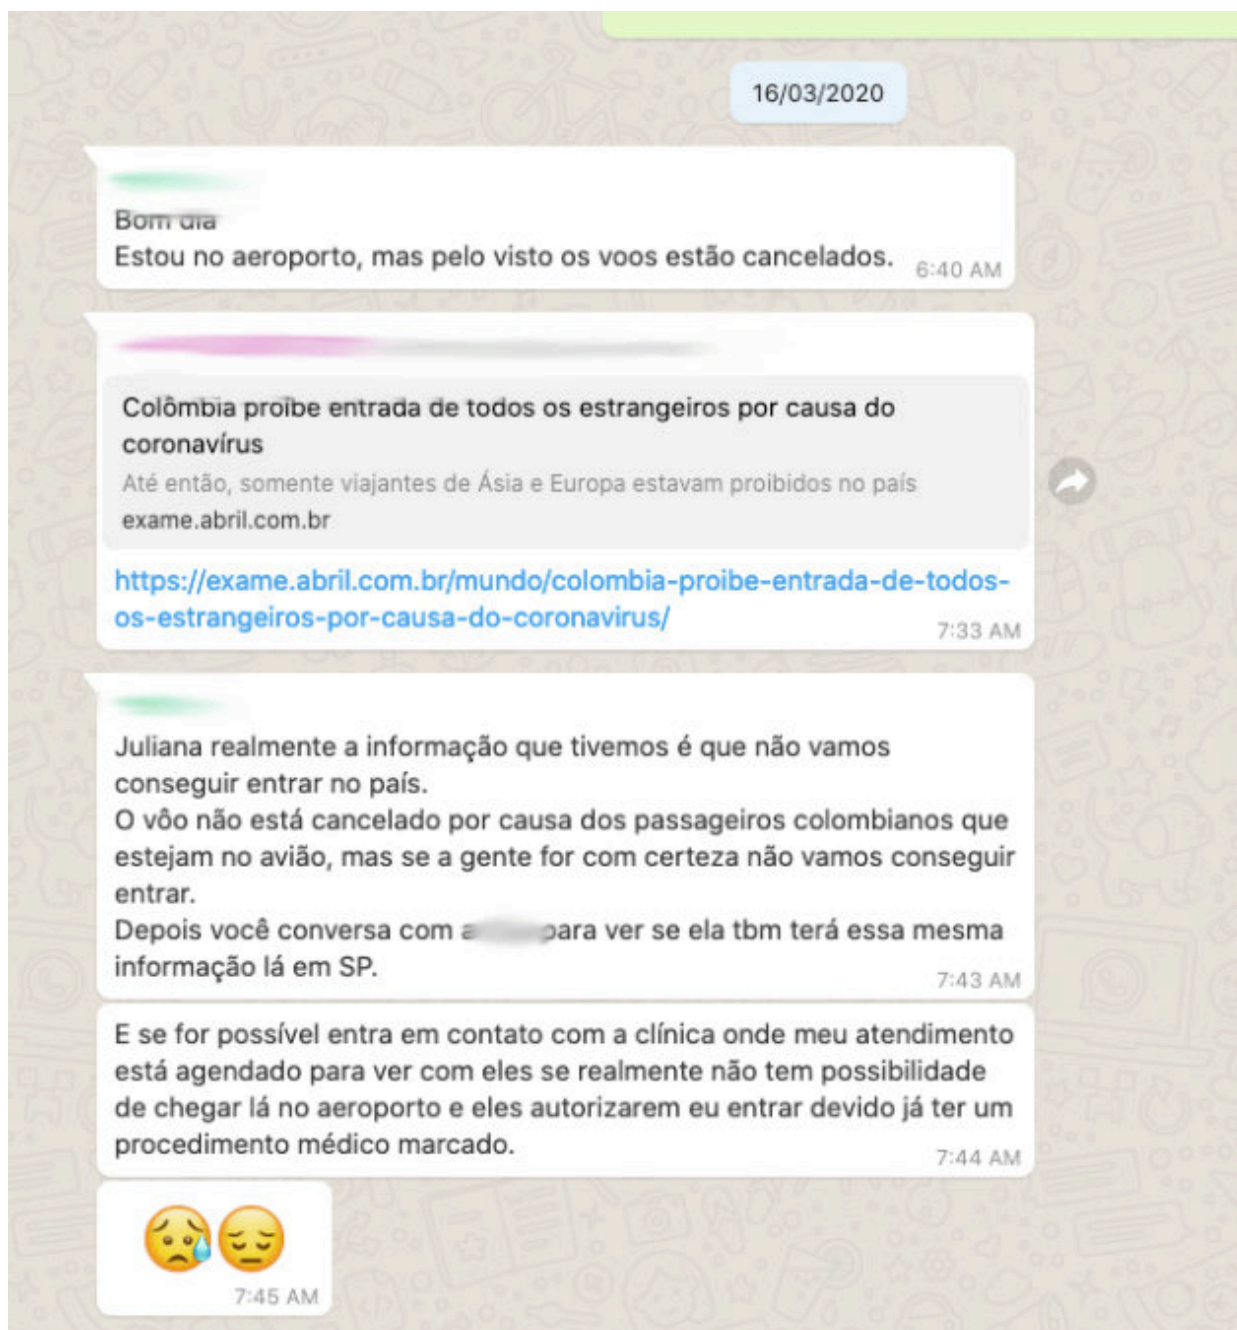 16/03/2020
Bom dia
Estou no aeroporto, mas pelo visto os voos estão cancelados.
6:40 AM
Colômbia proíbe entrada de todos os estrangeiros por causa do
coronavírus
Até então, somente viajantes de Ásia e Europa estavam proibidos no país
exame.abril.com.br
https://exame.abril.com.br/mundo/colombia-proibe-entrada-de-todos-
os-estrangeiros-por-causa-do-coronavirus/
7:33 AM
Juliana realmente a informação que tivemos é que não vamos
conseguir entrar no país.
O vôo não está cancelado por causa dos passageiros colombianos que
estejam no avião, mas se a gente for com certeza não vamos conseguir
entrar.
Depois você conversa com a para ver se ela tbm terá essa mesma
informação lá em SP.
7:43 AM
E se for possível entra em contato com a clínica onde meu atendimento
está agendado para ver com eles se realmente não tem possibilidade
de chegar lá no aeroporto e eles autorizarem eu entrar devido já ter um
procedimento médico marcado.
7:44 AM
7:45 AM